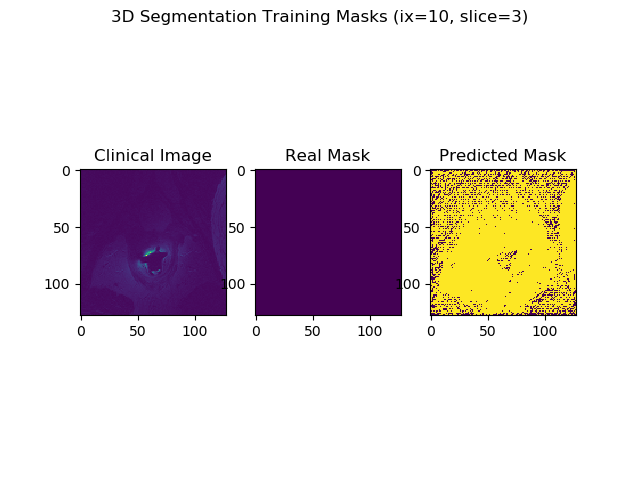 3D Segmentation Training Masks (ix=10, slice=3)
Clinical Image Real Mask Predicted Mask
0 0 0
50 50 50
100 100 100
0 50 100 0 50 100 0 50 100